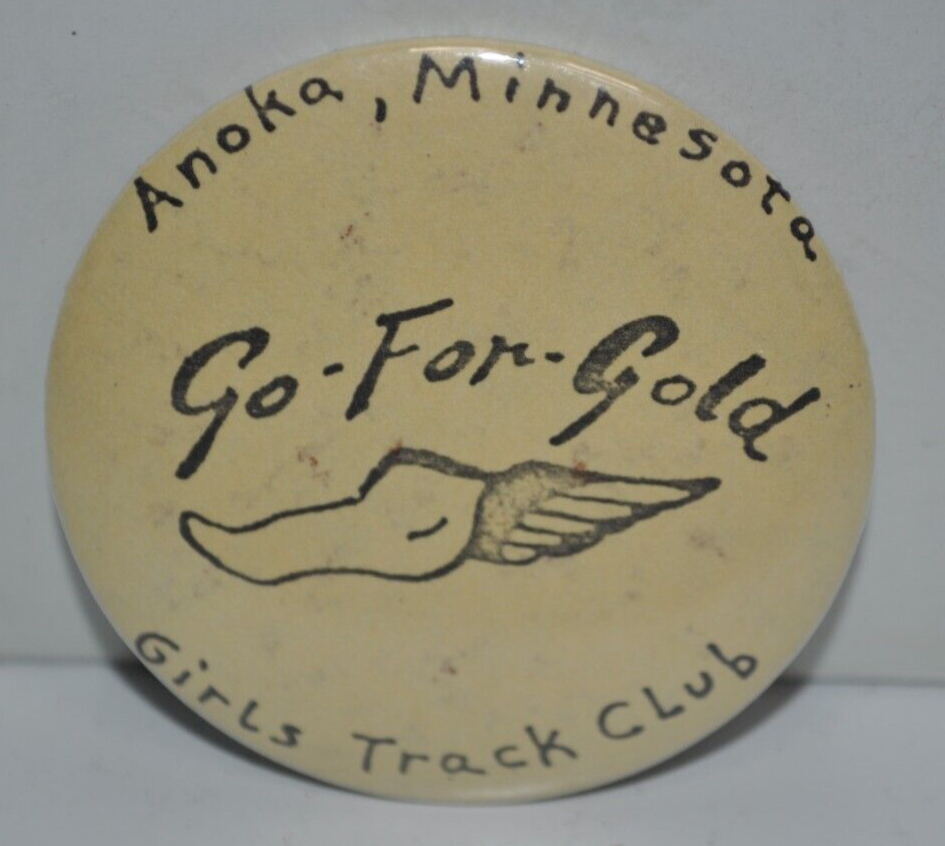 Anoka, Minnesota
Go-For-Gold
Girls Track Club